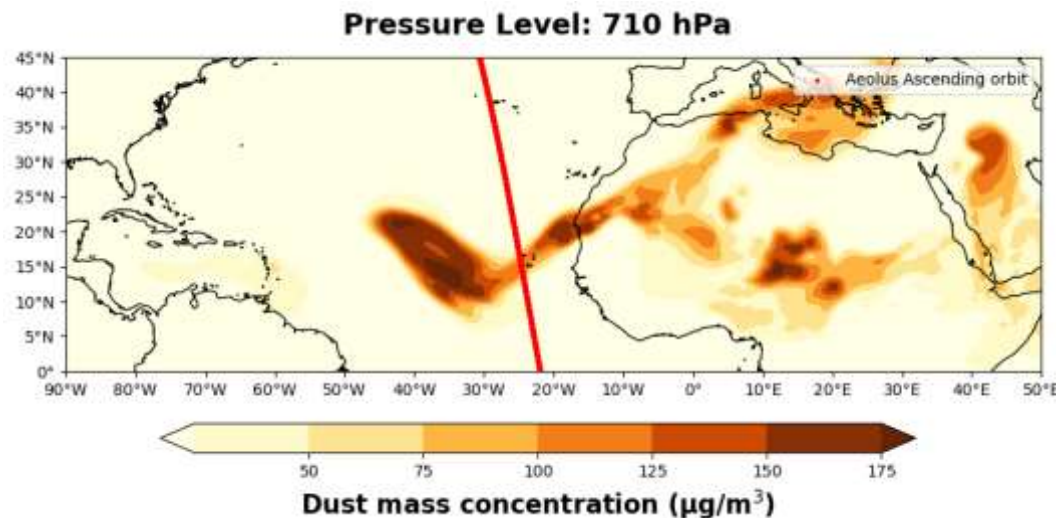 Pressure Level: 710 hPa
Aeolus Ascending orbit
45°N
40°N
35°N
30°N
25°N
20°N
15°N
10°N
5°N
0°
90°W 80°W 70°W 60°W 50°W 40°W 30°W 20°W 10°W 0° 10°E 20°E 30°E 40°E 50°E
50 75 100 125 150 175
Dust mass concentration (µg/m³)